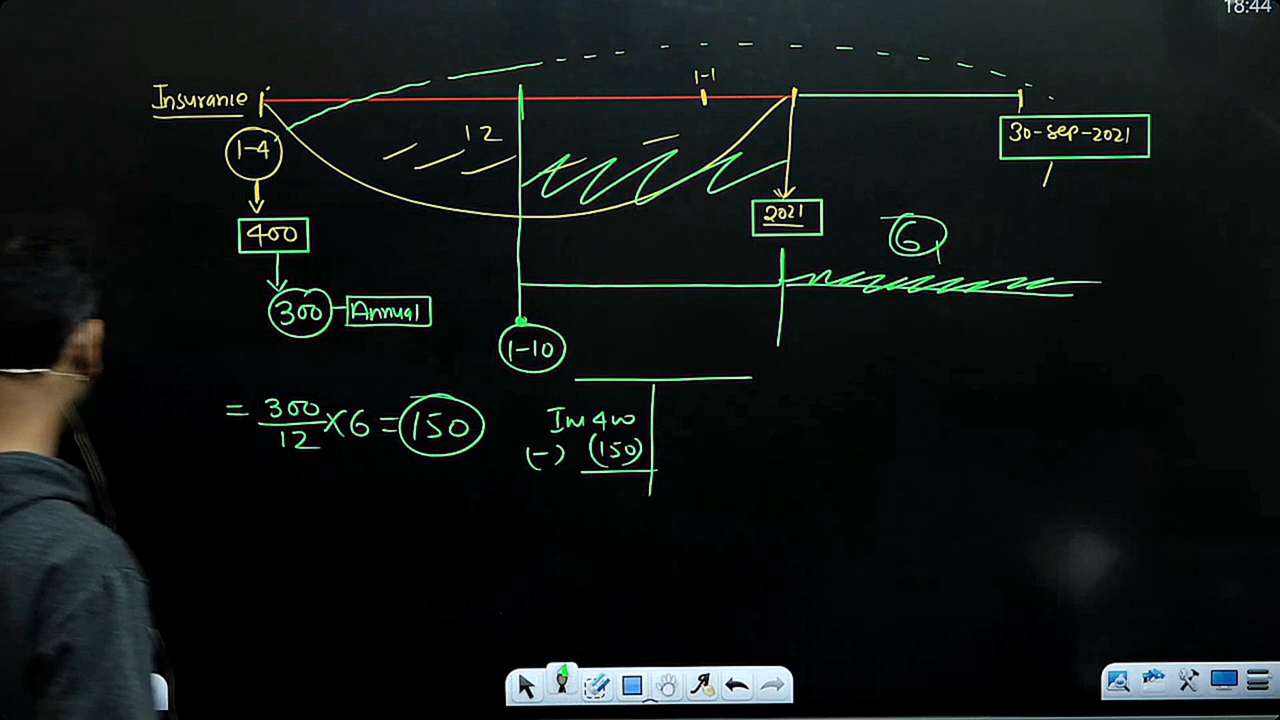 18:44
1-1
Insurance
30-Sep-2021
12
1-4
2021
400
6
300 Annual
1-10
= 300/12 × 6 = 150
In 400
(-) (150)